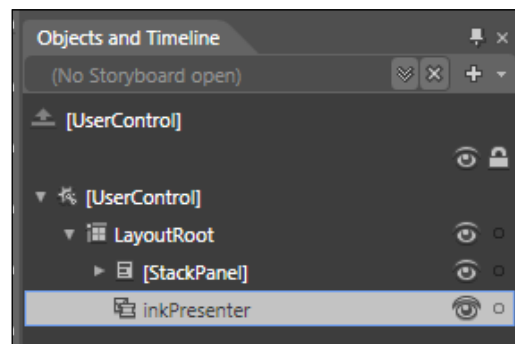 Objects and Timeline
(No Storyboard open)
[UserControl]
[UserControl]
LayoutRoot
[StackPanel]
inkPresenter